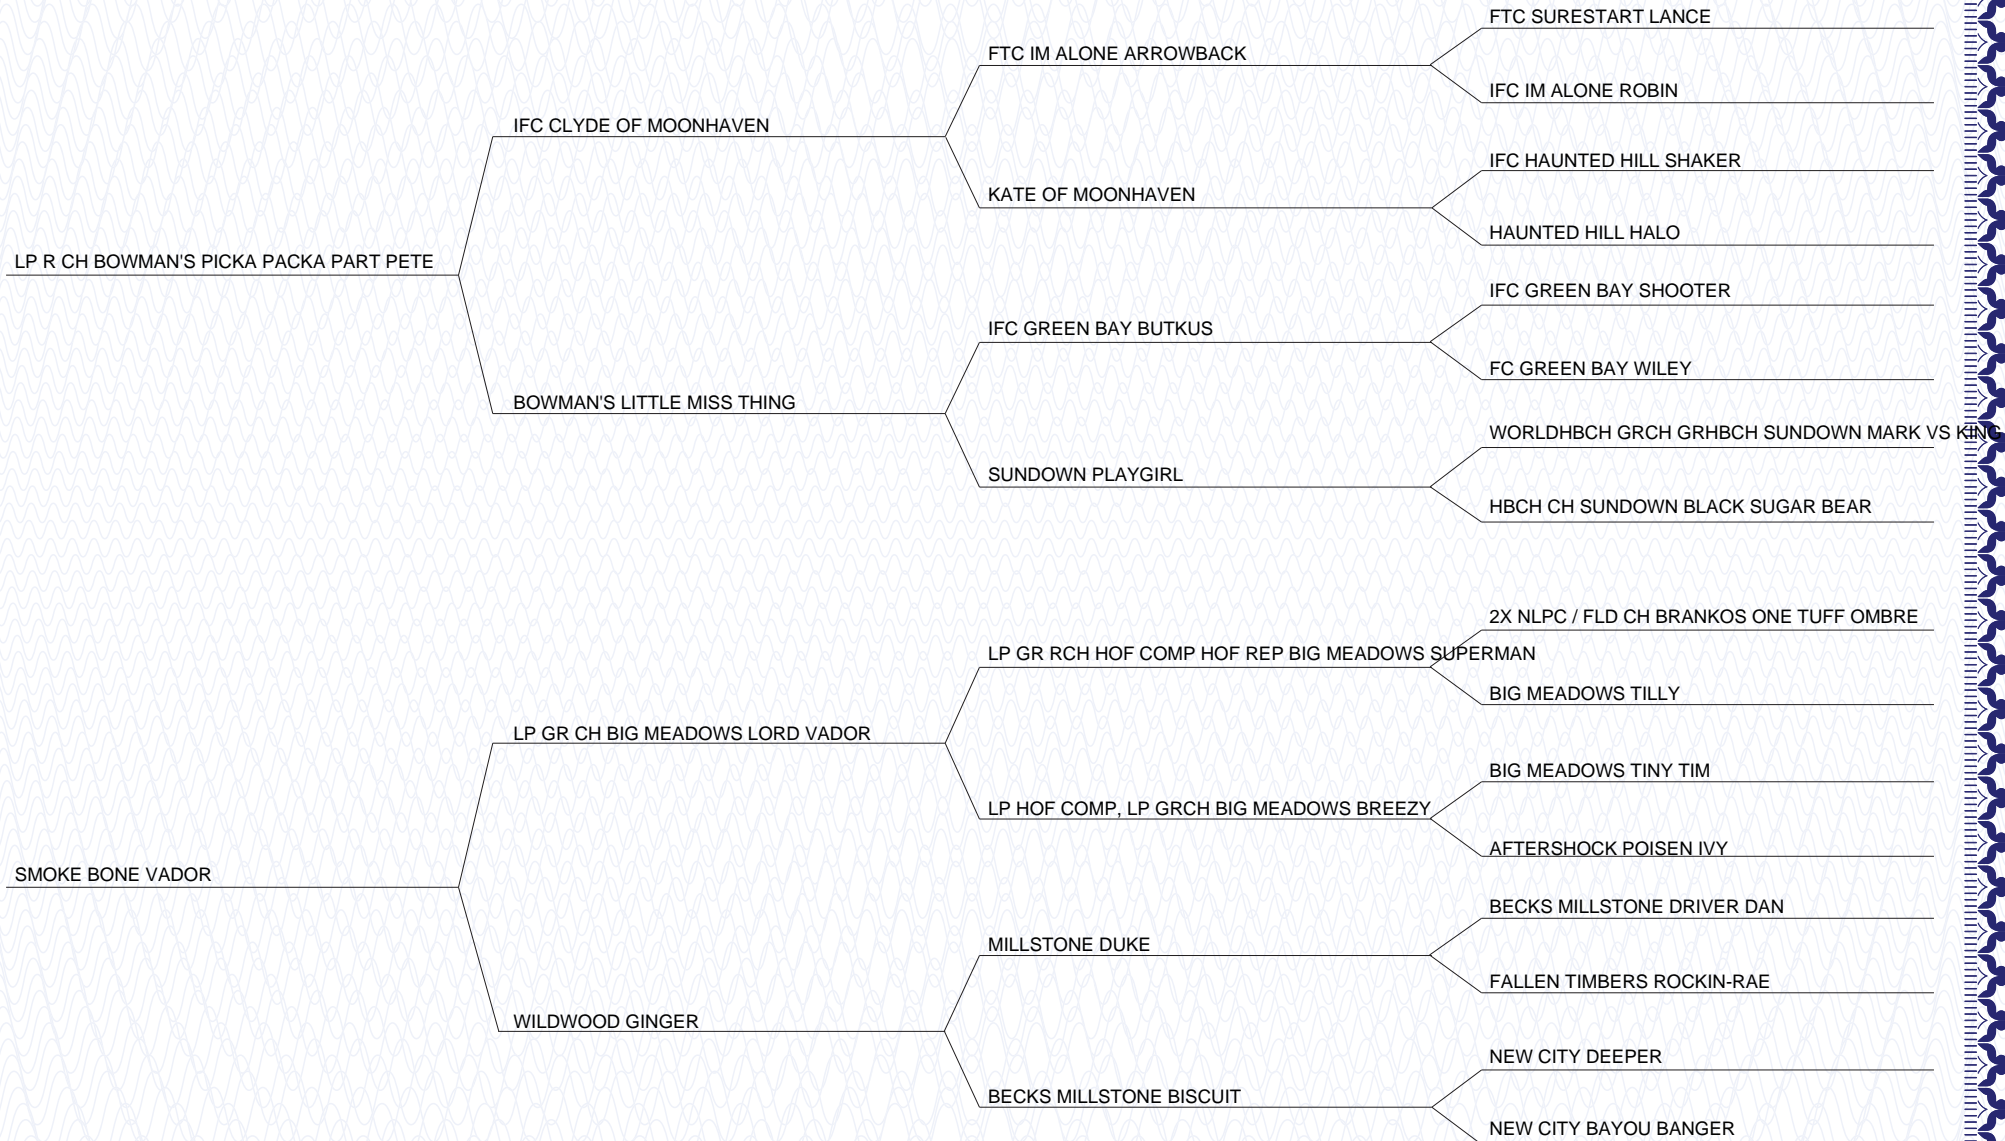 FTC SURESTART LANCE
FTC IM ALONE ARROWBACK
IFC IM ALONE ROBIN
IFC CLYDE OF MOONHAVEN
IFC HAUNTED HILL SHAKER
KATE OF MOONHAVEN
HAUNTED HILL HALO
LP R CH BOWMAN'S PICKA PACKA PART PETE
IFC GREEN BAY SHOOTER
IFC GREEN BAY BUTKUS
FC GREEN BAY WILEY
BOWMAN'S LITTLE MISS THING
WORLDHBCH GRCH GRHBCH SUNDOWN MARK VS KING
SUNDOWN PLAYGIRL
HBCH CH SUNDOWN BLACK SUGAR BEAR
2X NLPC / FLD CH BRANKOS ONE TUFF OMBRE
LP GR RCH HOF COMP HOF REP BIG MEADOWS SUPERMAN
BIG MEADOWS TILLY
LP GR CH BIG MEADOWS LORD VADOR
BIG MEADOWS TINY TIM
LP HOF COMP, LP GRCH BIG MEADOWS BREEZY
AFTERSHOCK POISEN IVY
SMOKE BONE VADOR
BECKS MILLSTONE DRIVER DAN
MILLSTONE DUKE
FALLEN TIMBERS ROCKIN-RAE
WILDWOOD GINGER
NEW CITY DEEPER
BECKS MILLSTONE BISCUIT
NEW CITY BAYOU BANGER